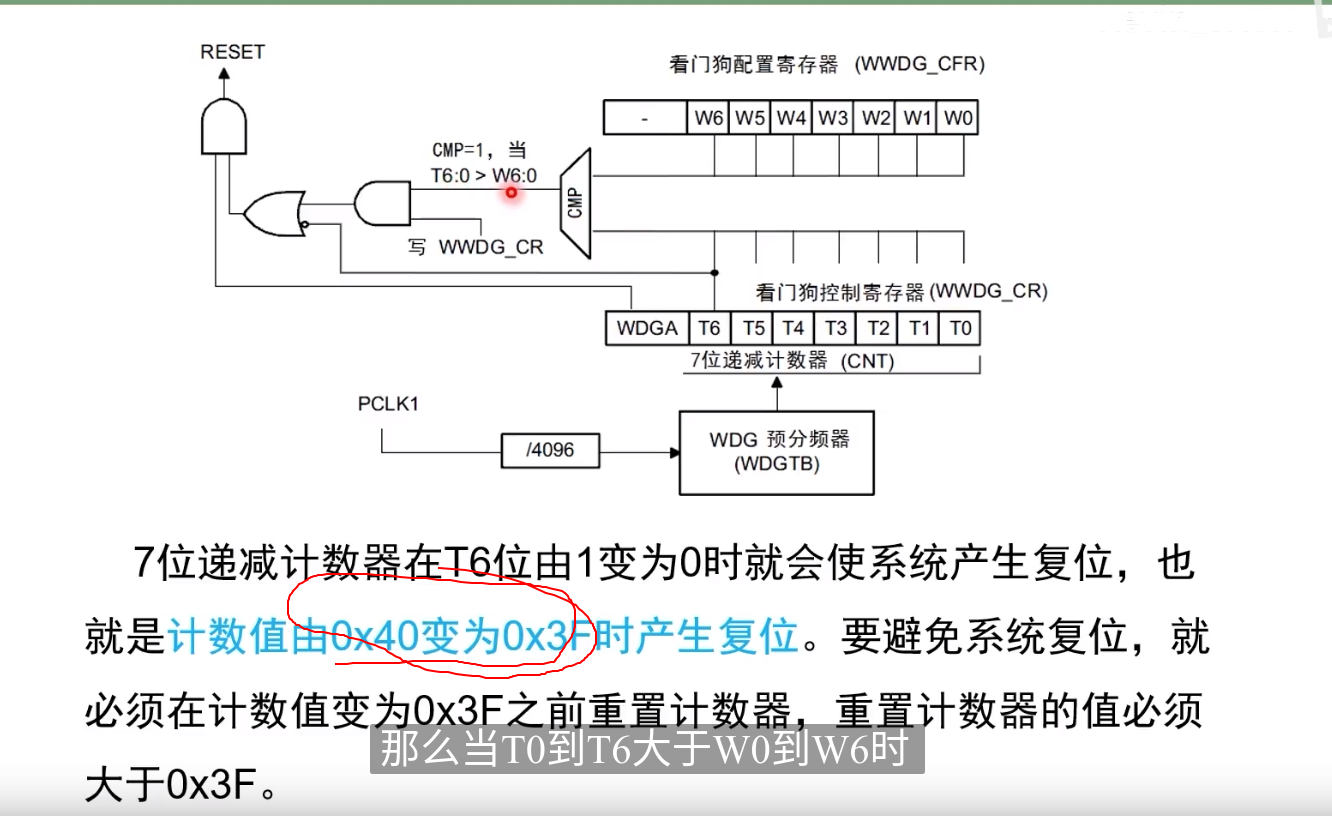 RESET
看门狗配置寄存器 (WWDG_CFR)
- W6 W5 W4 W3 W2 W1 W0
CMP=1, 当
T6:0 > W6:0
CMP
写 WWDG_CR
看门狗控制寄存器(WWDG_CR)
WDGA T6 T5 T4 T3 T2 T1 T0
7位递减计数器 (CNT)
PCLK1
/4096
WDG 预分频器
(WDGTB)
7位递减计数器在T6位由1变为0时就会使系统产生复位，也
就是计数值由0x40变为0x3F时产生复位。要避免系统复位，就
必须在计数值变为0x3F之前重置计数器，重置计数器的值必须
那么当T0到T6大于W0到W6时
大于0x3F。